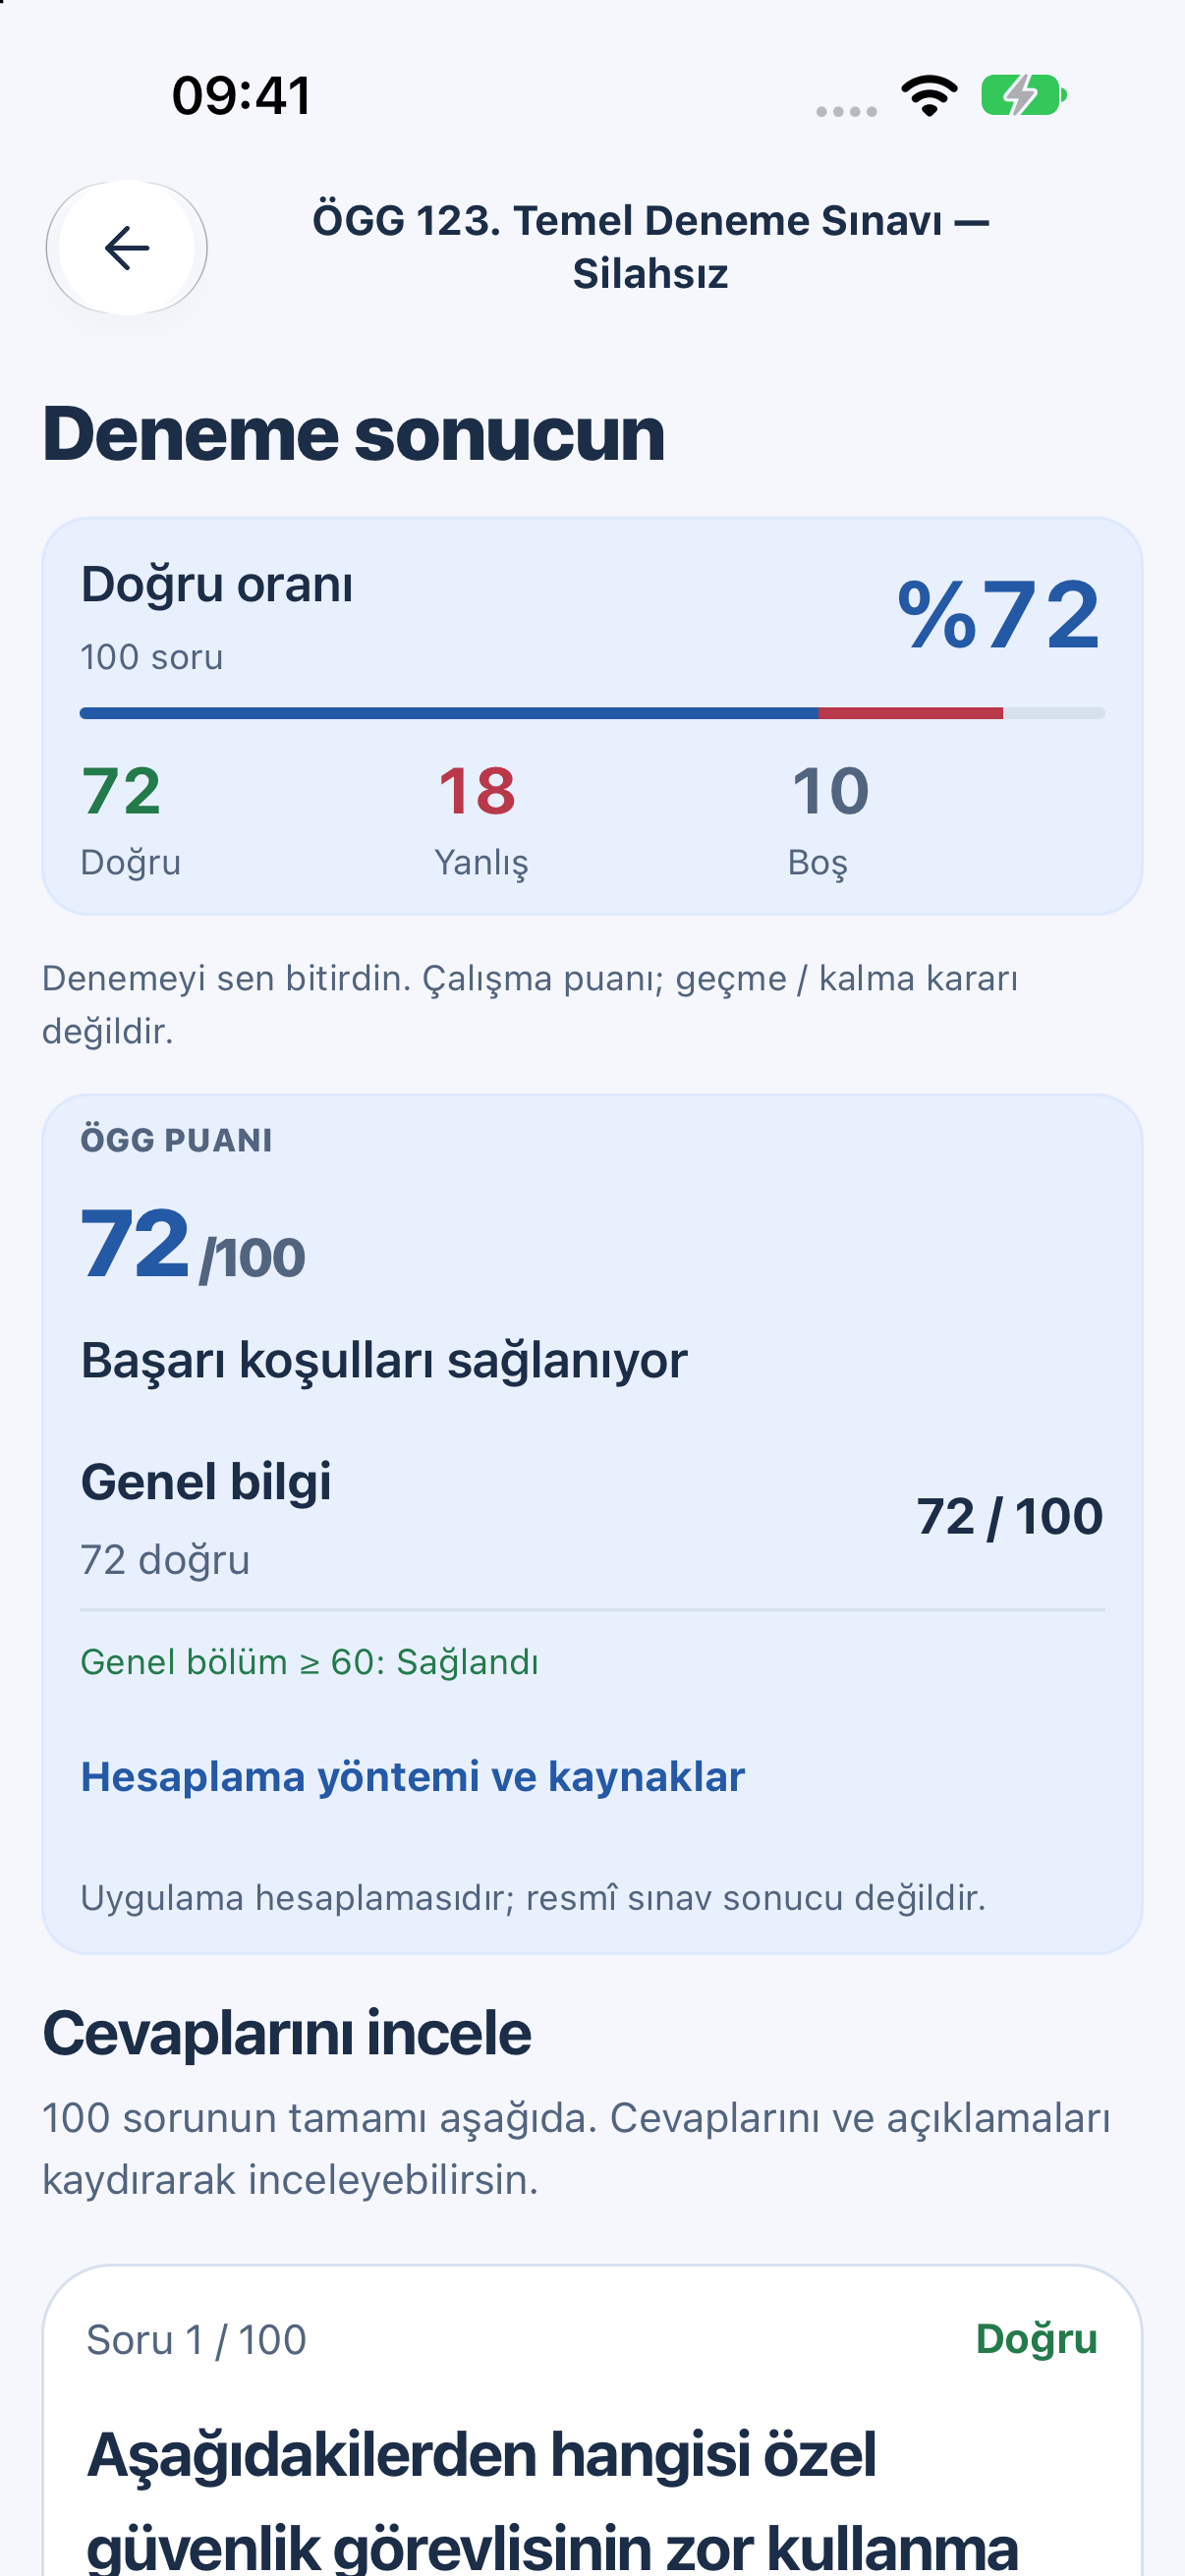 09:41
ÖGG 123. Temel Deneme Sınavı —
Silahsız
Deneme sonucun
Doğru oranı
%72
100 soru
72
18
10
Doğru
Yanlış
Boş
Denemeyi sen bitirdin. Çalışma puanı; geçme / kalma kararı
değildir.
ÖGG PUANI
72 /100
Başarı koşulları sağlanıyor
Genel bilgi
72 / 100
72 doğru
Genel bölüm ≥ 60: Sağlandı
Hesaplama yöntemi ve kaynaklar
Uygulama hesaplamasıdır; resmî sınav sonucu değildir.
Cevaplarını incele
100 sorunun tamamı aşağıda. Cevaplarını ve açıklamaları
kaydırarak inceleyebilirsin.
Soru 1 / 100
Doğru
Aşağıdakilerden hangisi özel
güvenlik görevlisinin zor kullanma